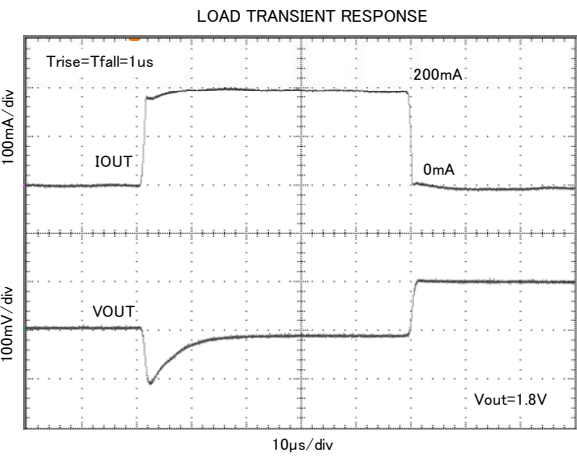 LOAD TRANSIENT RESPONSE
Trise=Tfall=1us
200mA
100mA/div
IOUT
0mA
VOUT
100mV/div
Vout=1.8V
10µs/div